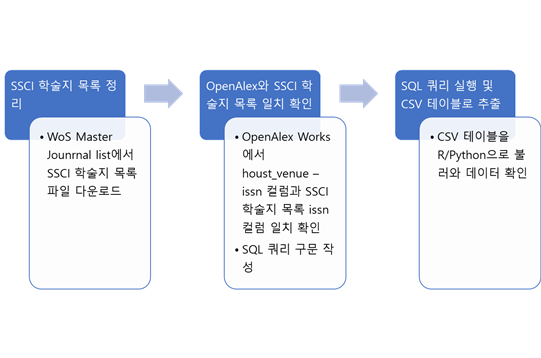 SSCI 학술지 목록 정
리
• WoS Master
Jounrnal list에서
SSCI 학술지 목록
파일 다운로드
OpenAlex와 SSCI 학
술지 목록 일치 확인
• OpenAlex Works
에서
houst_venue –
issn 컬럼과 SSCI
학술지 목록 issn
컬럼 일치 확인
• SQL 쿼리 구문 작
성
SQL 쿼리 실행 및
CSV 테이블로 추출
• CSV 테이블을
R/Python으로 불
러와 데이터 확인